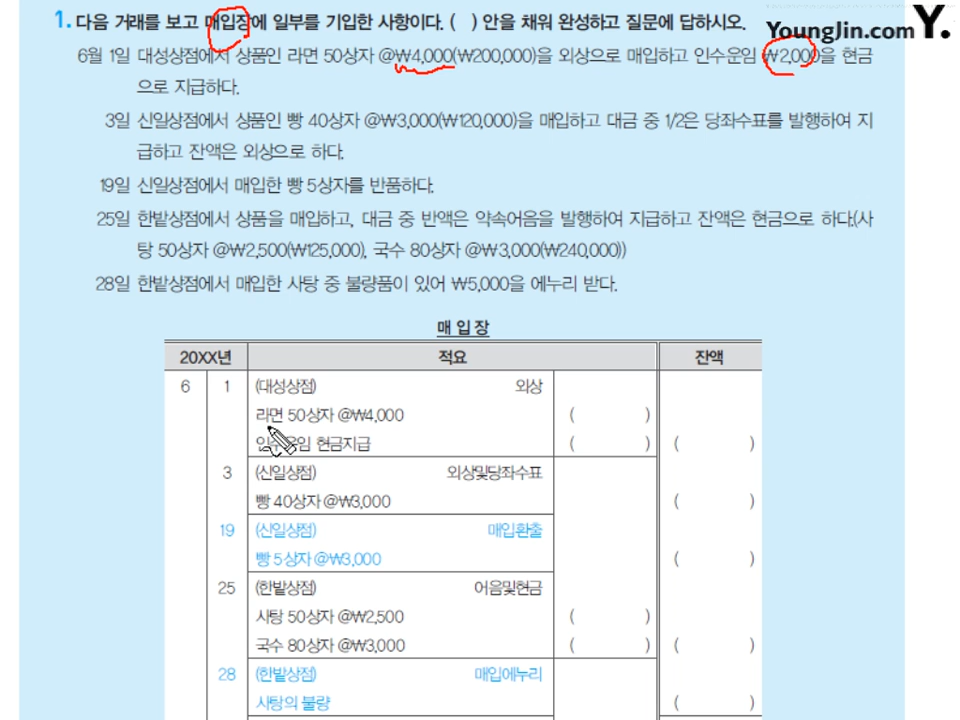 1. 다음 거래를 보고 매입장에 일부를 기입한 사항이다. ( ) 안을 채워 완성하고 질문에 답하시오.
YoungJin.com Y.
6월 1일 대성상점에서 상품인 라면 50상자 @₩4,000(₩200,000)을 외상으로 매입하고 인수운임 ₩2,000을 현금
으로 지급하다.
3일 신일상점에서 상품인 빵 40상자 @₩3,000(₩120,000)을 매입하고 대금 중 1/2은 당좌수표를 발행하여 지
급하고 잔액은 외상으로 하다.
19일 신일상점에서 매입한 빵 5상자를 반품하다.
25일 한밭상점에서 상품을 매입하고, 대금 중 반액은 약속어음을 발행하여 지급하고 잔액은 현금으로 하다.(사
탕 50상자 @₩2,500(₩125,000), 국수 80상자 @₩3,000(₩240,000))
28일 한밭상점에서 매입한 사탕 중 불량품이 있어 ₩5,000을 에누리 받다.
매 입 장
20XX년 적요 잔액
6 1 (대성상점) 외상
라면 50상자 @₩4,000 ( )
인수운임 현금지급 ( ) ( )
3 (신일상점) 외상및당좌수표
빵 40상자 @₩3,000 ( )
19 (신일상점) 매입환출
빵 5상자 @₩3,000 ( )
25 (한밭상점) 어음및현금
사탕 50상자 @₩2,500 ( )
국수 80상자 @₩3,000 ( ) ( )
28 (한밭상점) 매입에누리
사탕의 불량 ( )